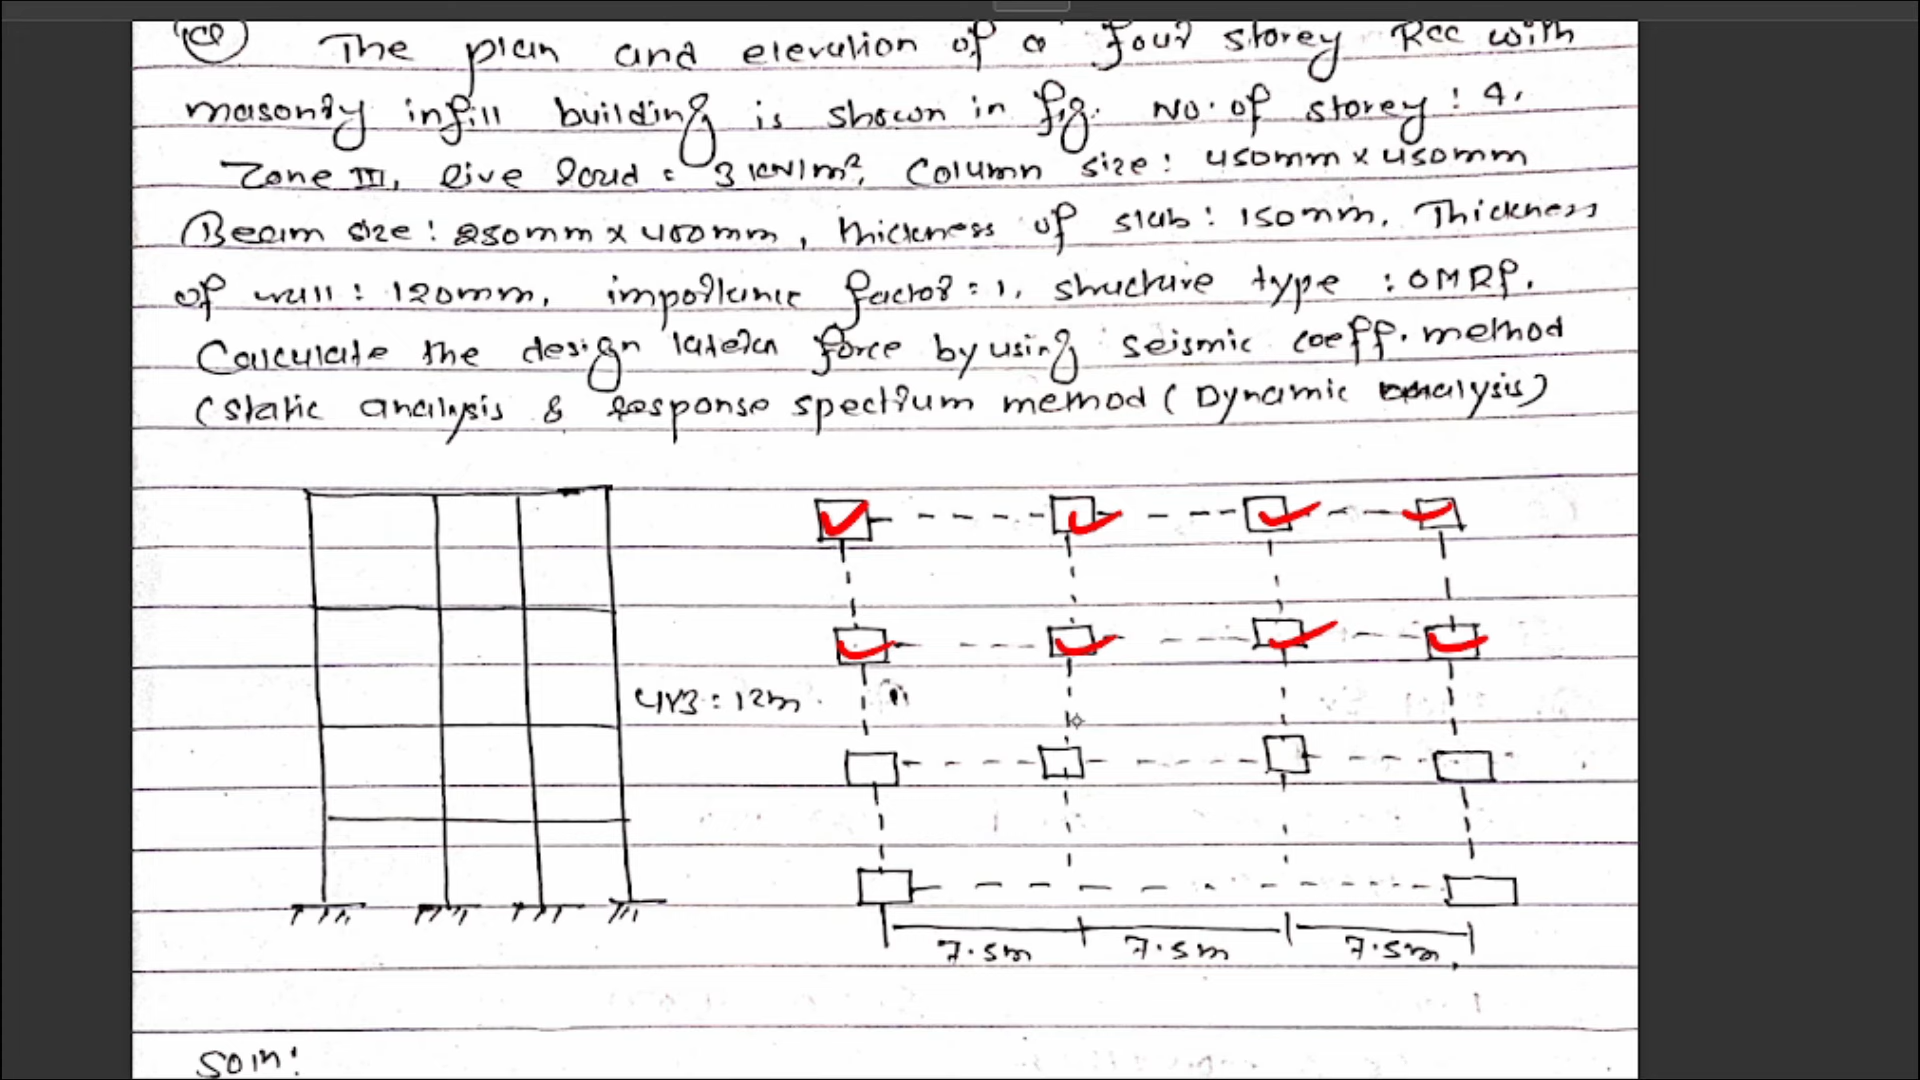 The plan and elevation of a four storey Rcc with
masonry infill building is shown in fig. No. of storey : 4.
Zone III, live load = 3 kN/m², Column size : 450mm x 450mm
Beam size : 250mm x 400mm, thickness of slab : 150mm. Thickness
of wall : 120mm, importance factor = 1, structure type : OMRF.
Calculate the design lateral force by using seismic coeff. method
(static analysis & response spectrum method (Dynamic analysis)
4x3 = 12m
7.5m 7.5m 7.5m
Soln: